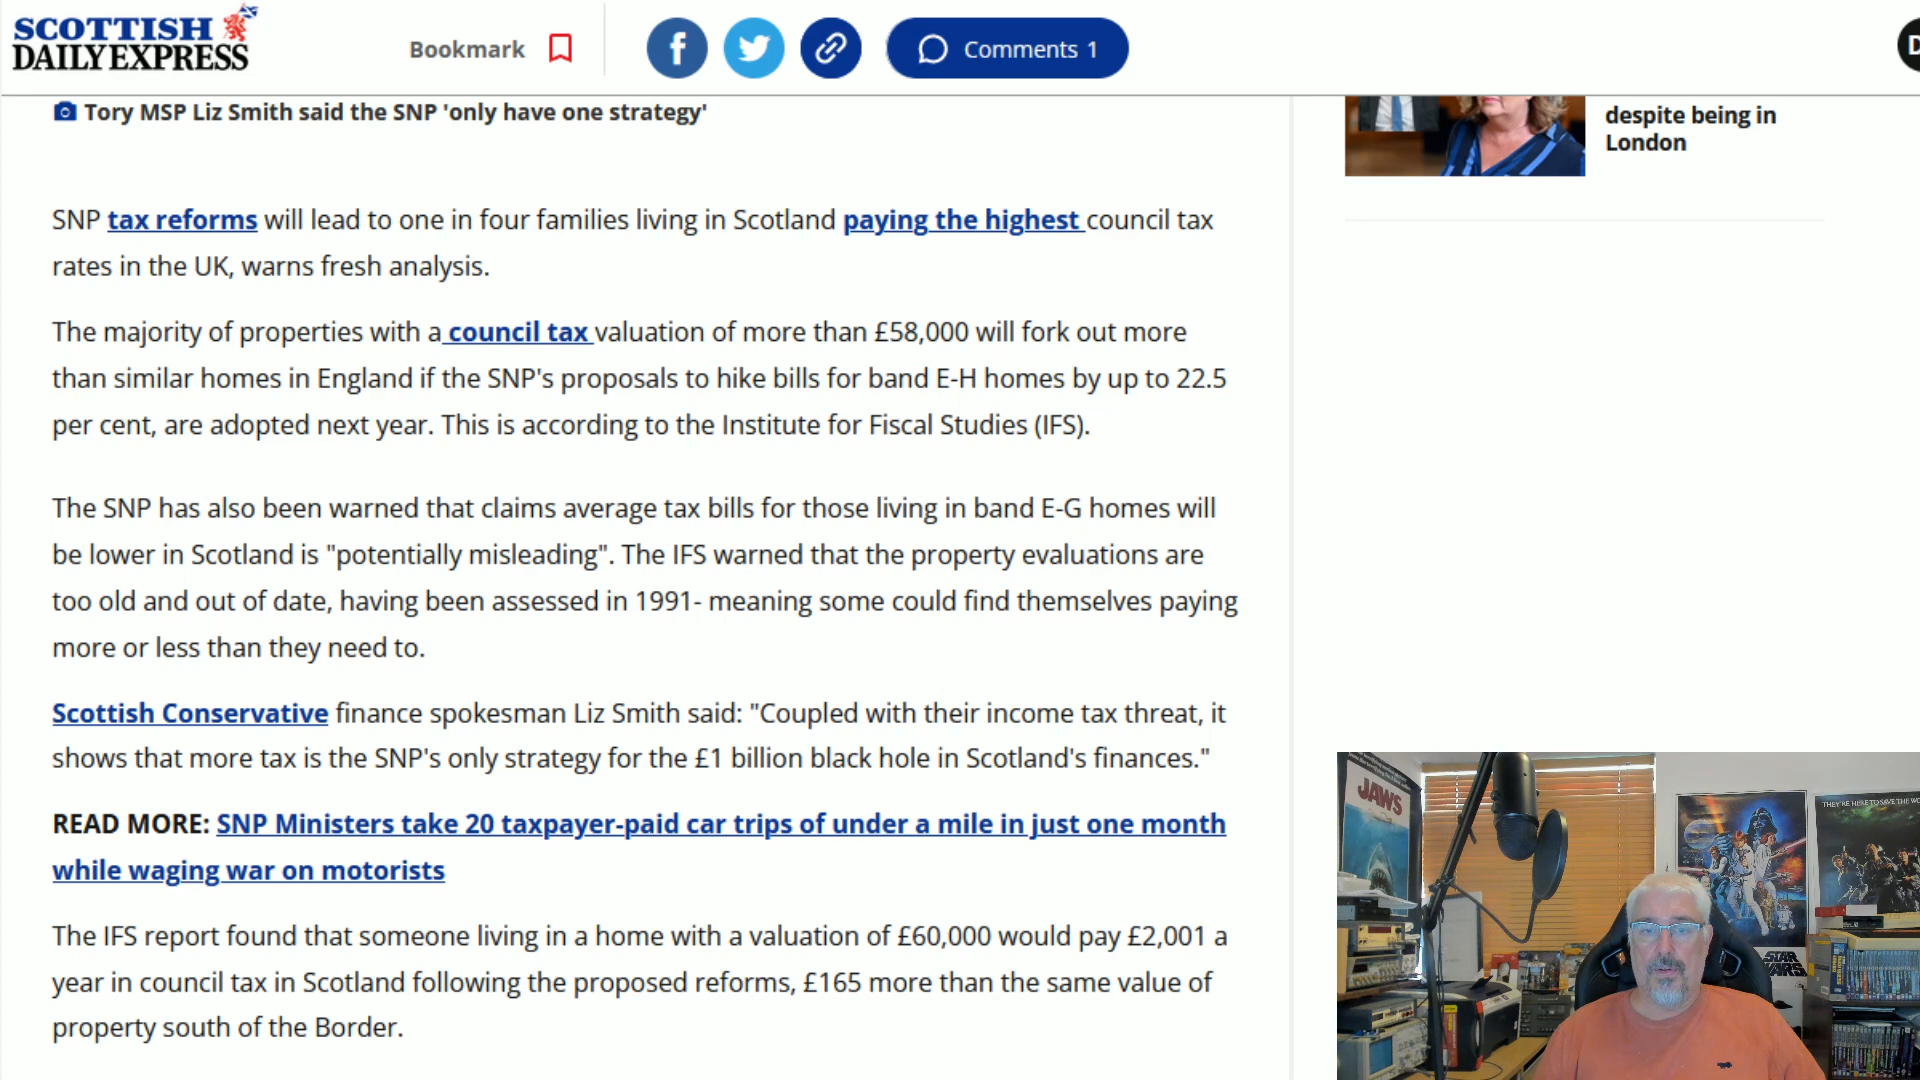 SCOTTISH
DAILY EXPRESS
Bookmark
Comments 1
Tory MSP Liz Smith said the SNP 'only have one strategy'
despite being in
London
SNP tax reforms will lead to one in four families living in Scotland paying the highest council tax
rates in the UK, warns fresh analysis.
The majority of properties with a council tax valuation of more than £58,000 will fork out more
than similar homes in England if the SNP's proposals to hike bills for band E-H homes by up to 22.5
per cent, are adopted next year. This is according to the Institute for Fiscal Studies (IFS).
The SNP has also been warned that claims average tax bills for those living in band E-G homes will
be lower in Scotland is "potentially misleading". The IFS warned that the property evaluations are
too old and out of date, having been assessed in 1991- meaning some could find themselves paying
more or less than they need to.
Scottish Conservative finance spokesman Liz Smith said: "Coupled with their income tax threat, it
shows that more tax is the SNP's only strategy for the £1 billion black hole in Scotland's finances."
READ MORE: SNP Ministers take 20 taxpayer-paid car trips of under a mile in just one month
while waging war on motorists
The IFS report found that someone living in a home with a valuation of £60,000 would pay £2,001 a
year in council tax in Scotland following the proposed reforms, £165 more than the same value of
property south of the Border.
JAWS
THEY'RE HERE TO SAVE THE
STAR
WARS